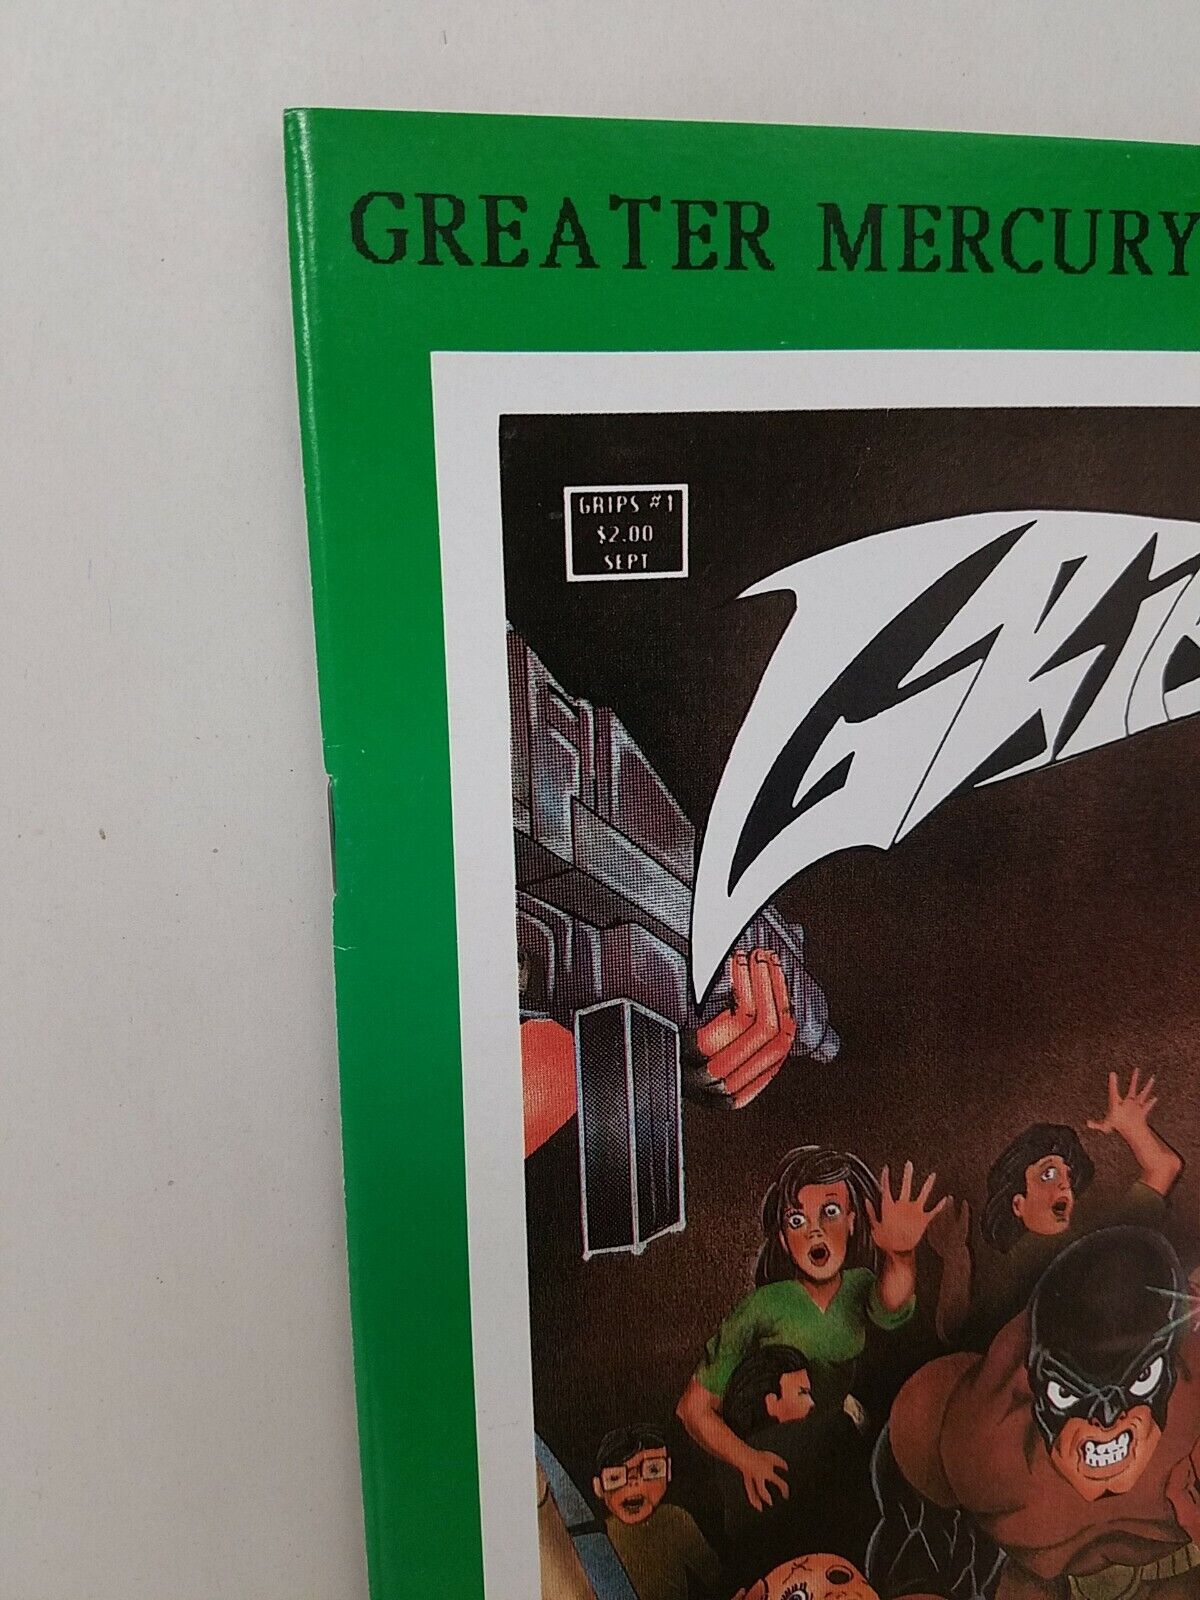 GREATER MERCURY
GRIPS #1
$2.00
SEPT